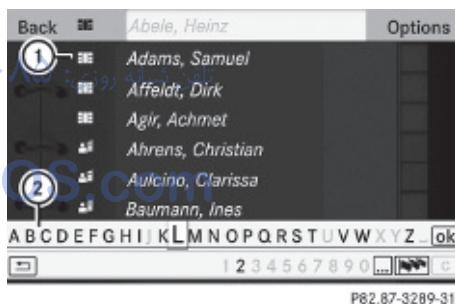 Back Abele, Heinz Options
1 Adams, Samuel
Affeldt, Dirk
Agir, Achmet
Ahrens, Christian
Aulcino, Clarissa
2 Baumann, Ines
A B C D E F G H I J K L M N O P Q R S T U V W X Y Z _ ok
1 2 3 4 5 6 7 8 9 0 ... c
P82.87-3289-31